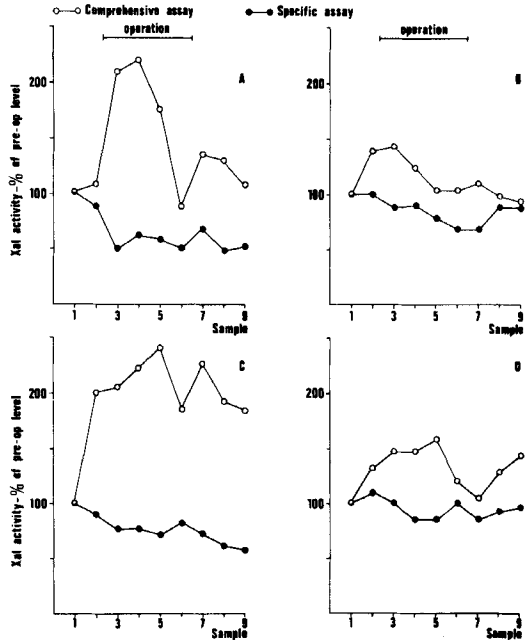 Comprehensive assay
Specific assay
operation
operation
Xal activity-% of pre-op level
200
100
A
1 3 5 7 9
Sample
200
100
B
1 3 5 7 9
Sample
Xal activity-% of pre-op level
200
100
C
1 3 5 7 9
Sample
200
100
D
1 3 5 7 9
Sample